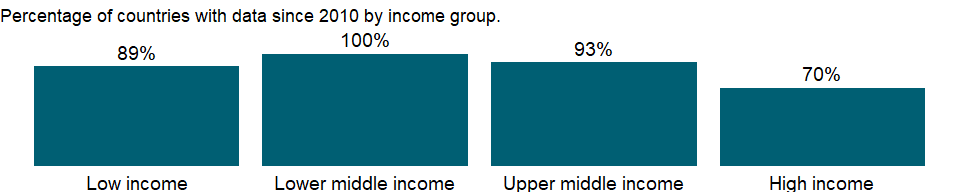 Percentage of countries with data since 2010 by income group.
89%
100%
93%
70%
Low income
Lower middle income
Upper middle income
High income